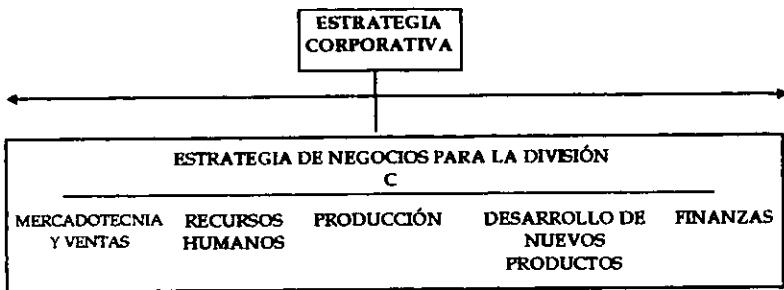 ESTRATEGIA
CORPORATIVA
ESTRATEGIA DE NEGOCIOS PARA LA DIVISIÓN
C
MERCADOTECNIA
Y VENTAS
RECURSOS
HUMANOS
PRODUCCIÓN
DESARROLLO DE
NUEVOS
PRODUCTOS
FINANZAS